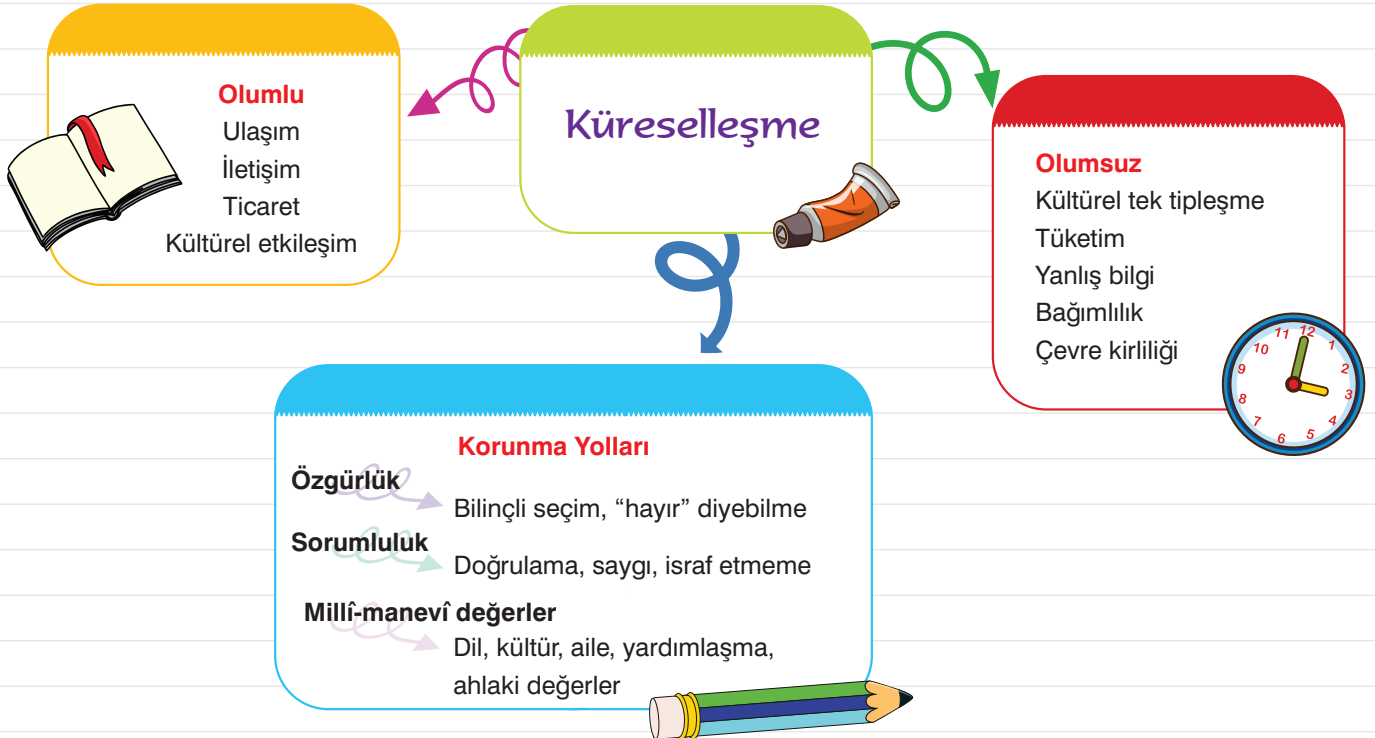 Küreselleşme
Olumlu
Ulaşım
İletişim
Ticaret
Kültürel etkileşim
Olumsuz
Kültürel tek tipleşme
Tüketim
Yanlış bilgi
Bağımlılık
Çevre kirliliği
11 12 1
10 2
9 3
8 4
7 6 5
Korunma Yolları
Özgürlük
Bilinçli seçim, “hayır” diyebilme
Sorumluluk
Doğrulama, saygı, israf etmeme
Millî-manevî değerler
Dil, kültür, aile, yardımlaşma,
ahlaki değerler